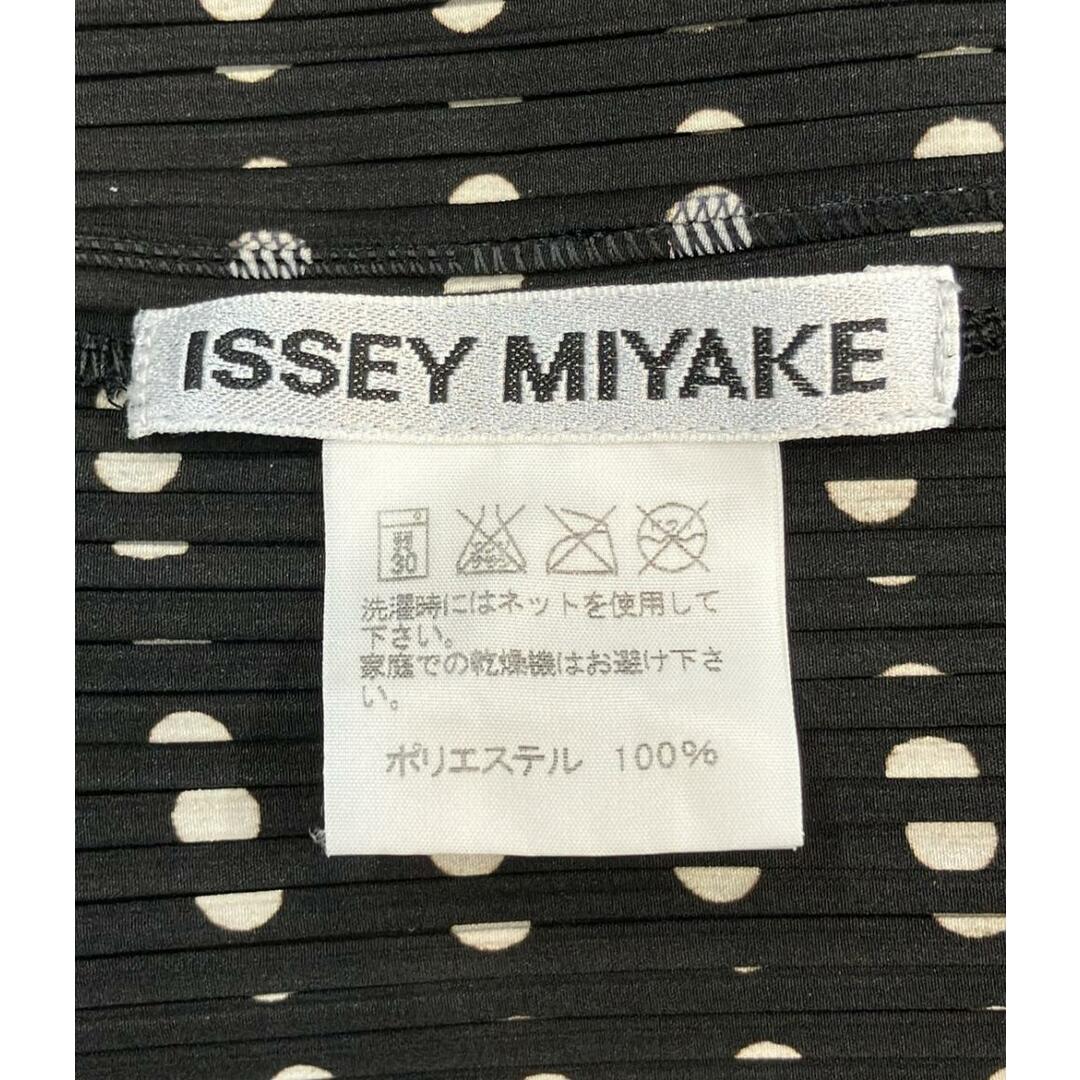 ISSEY MIYAKE
弱
30
洗濯時にはネットを使用して
下さい。
家庭での乾燥機はお避け下さ
い。
ポリエステル 100%